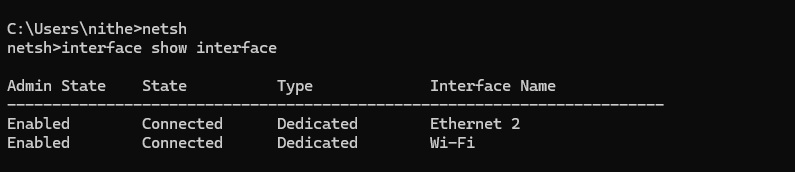 C:\Users\nithe>netsh
netsh>interface show interface
Admin State    State          Type             Interface Name
-------------------------------------------------------------------------
Enabled        Connected      Dedicated        Ethernet 2
Enabled        Connected      Dedicated        Wi-Fi